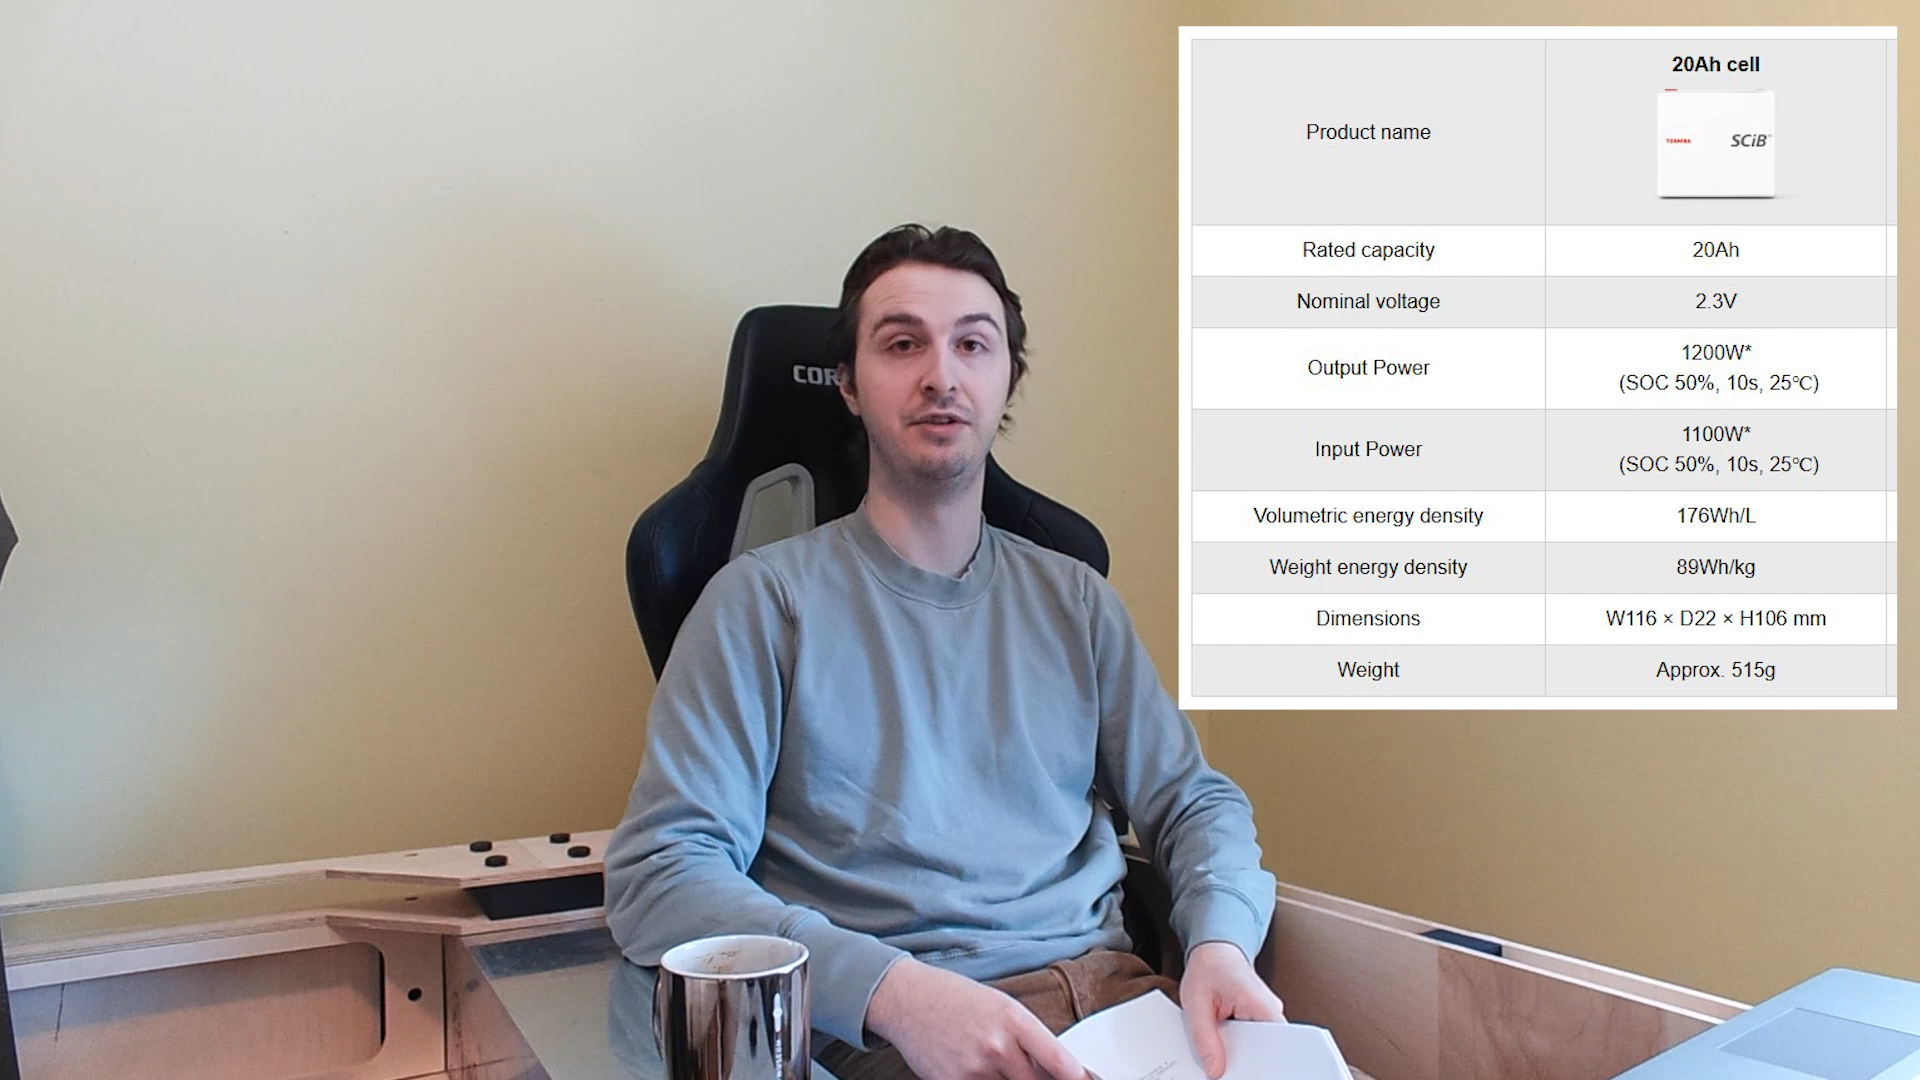 20Ah cell
Product name
TOSHIBA
SCiB™
Rated capacity
20Ah
Nominal voltage
2.3V
Output Power
1200W*
(SOC 50%, 10s, 25℃)
Input Power
1100W*
(SOC 50%, 10s, 25℃)
Volumetric energy density
176Wh/L
Weight energy density
89Wh/kg
Dimensions
W116 × D22 × H106 mm
Weight
Approx. 515g
COR